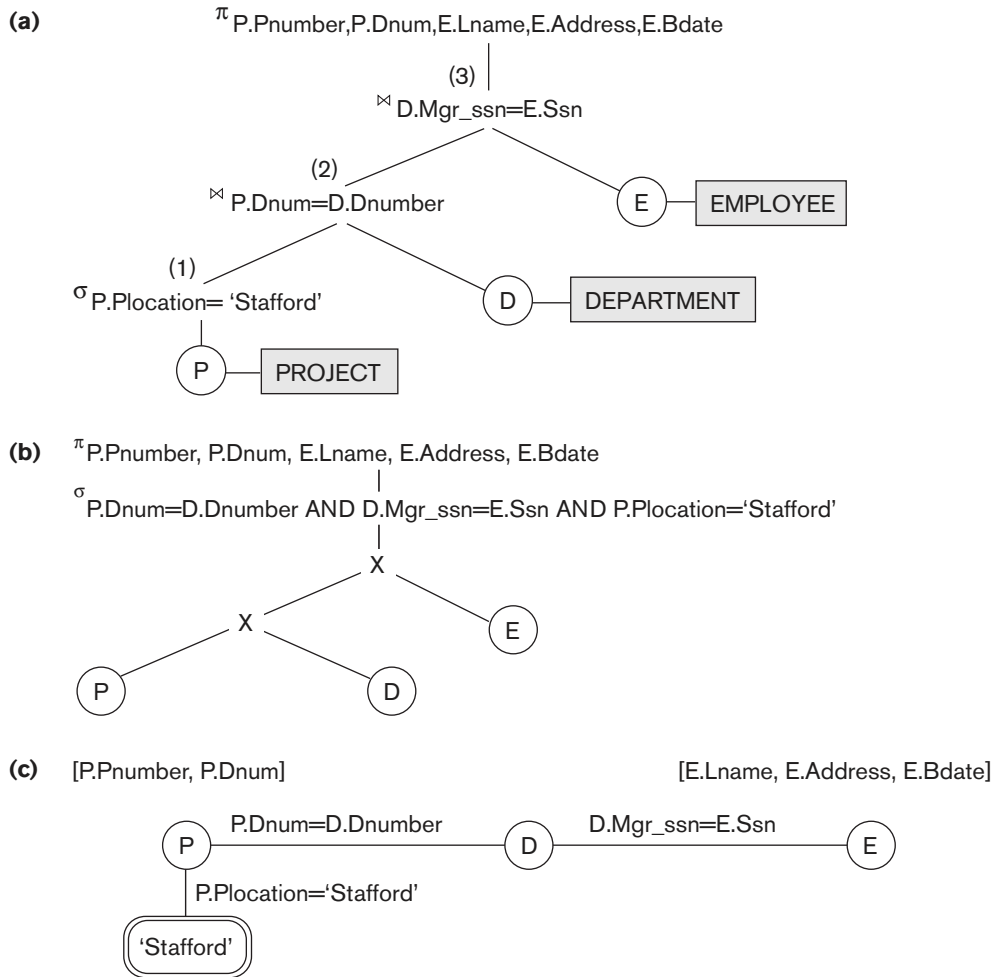 (a) π P.Pnumber,P.Dnum,E.Lname,E.Address,E.Bdate
(3)
⋈ D.Mgr_ssn=E.Ssn
(2)
⋈ P.Dnum=D.Dnumber
E EMPLOYEE
(1)
σ P.Plocation= ‘Stafford’
D DEPARTMENT
P PROJECT
(b) π P.Pnumber, P.Dnum, E.Lname, E.Address, E.Bdate
σ P.Dnum=D.Dnumber AND D.Mgr_ssn=E.Ssn AND P.Plocation=‘Stafford’
X
X
E
P D
(c) [P.Pnumber, P.Dnum] [E.Lname, E.Address, E.Bdate]
P.Dnum=D.Dnumber D.Mgr_ssn=E.Ssn
P D E
P.Plocation=‘Stafford’
‘Stafford’